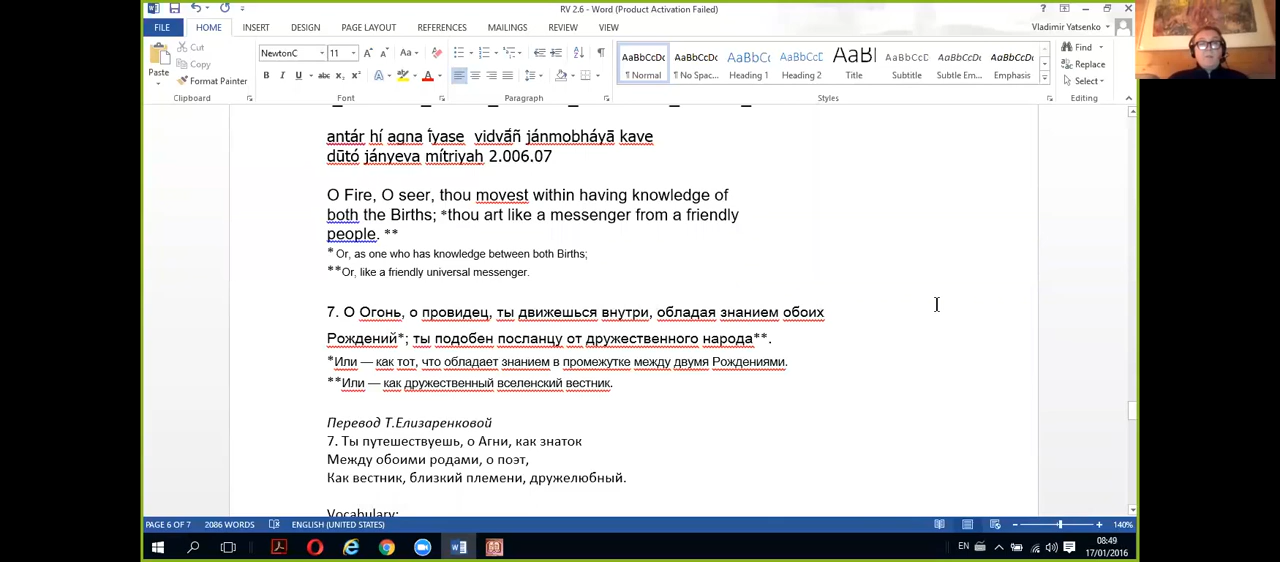 RV 2.6 - Word (Product Activation Failed)
FILE HOME INSERT DESIGN PAGE LAYOUT REFERENCES MAILINGS REVIEW VIEW Vladimir Yatsenko
Cut
Copy
Format Painter
Paste
NewtonC 11
AaBbCcDc AaBbCcDc AaBbCc AaBbCc AaBl AaBbCcD AaBbCcDc AaBbCcDc
¶ Normal ¶ No Spac... Heading 1 Heading 2 Title Subtitle Subtle Em... Emphasis
Find
Replace
Select
Clipboard Font Paragraph Styles Editing
antár hí agna ī́yase vidvā́ñ jánmobháyā kave
dūtó jányeva mítriyaḥ 2.006.07
O Fire, O seer, thou movest within having knowledge of
both the Births; *thou art like a messenger from a friendly
people. **
* Or, as one who has knowledge between both Births;
**Or, like a friendly universal messenger.
7. О Огонь, о провидец, ты движешься внутри, обладая знанием обоих
Рождений*; ты подобен посланцу от дружественного народа**.
*Или — как тот, что обладает знанием в промежутке между двумя Рождениями.
**Или — как дружественный вселенский вестник.
Перевод Т.Елизаренковой
7. Ты путешествуешь, о Агни, как знаток
Между обоими родами, о поэт,
Как вестник, близкий племени, дружелюбный.
Vocabulary:
PAGE 6 OF 7 2086 WORDS ENGLISH (UNITED STATES) 140%
EN 08:49
17/01/2016